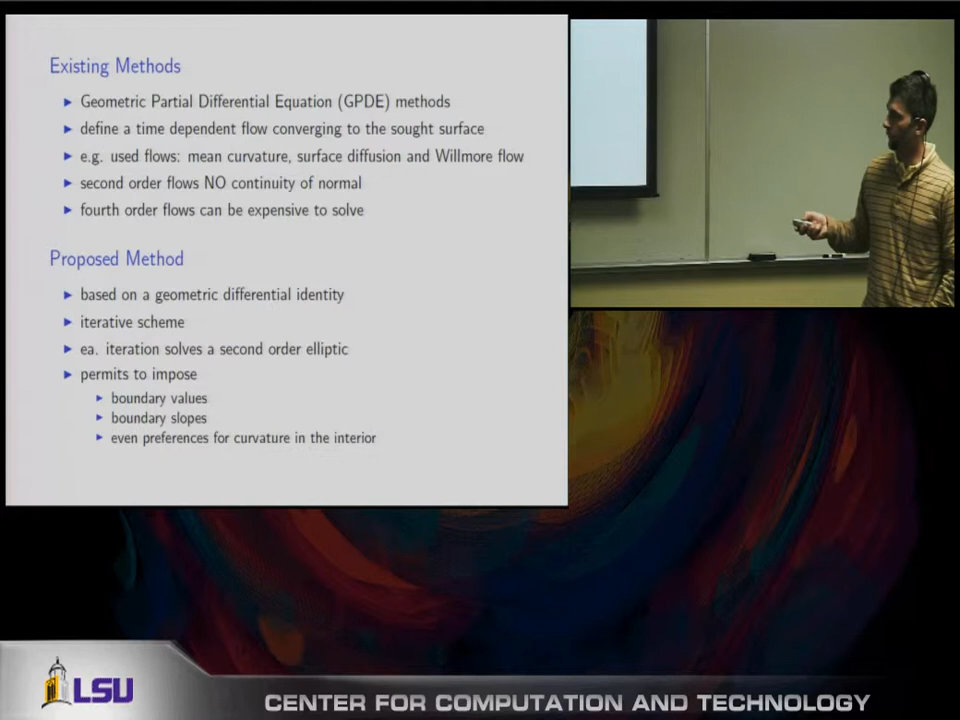 Existing Methods
Geometric Partial Differential Equation (GPDE) methods
define a time dependent flow converging to the sought surface
e.g. used flows: mean curvature, surface diffusion and Willmore flow
second order flows NO continuity of normal
fourth order flows can be expensive to solve
Proposed Method
based on a geometric differential identity
iterative scheme
ea. iteration solves a second order elliptic
permits to impose
boundary values
boundary slopes
even preferences for curvature in the interior
LSU
CENTER FOR COMPUTATION AND TECHNOLOGY